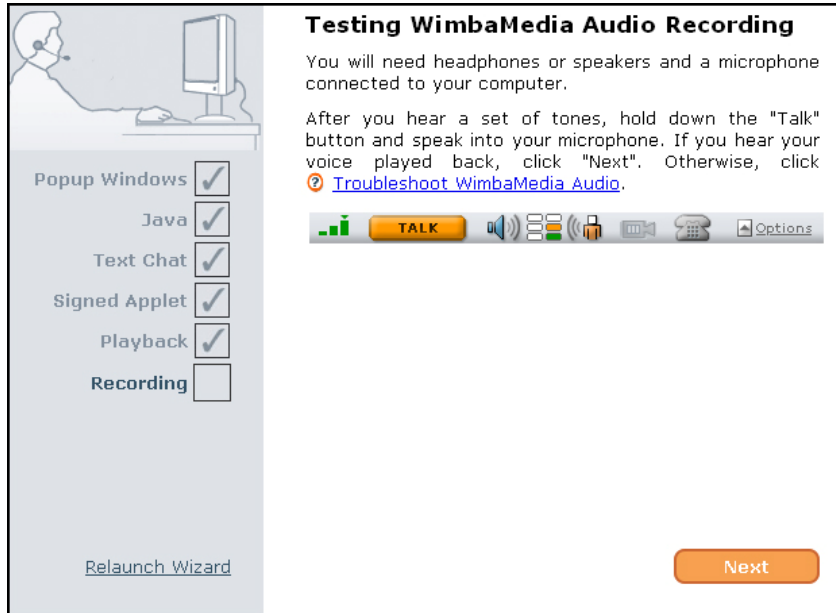 Testing WimbaMedia Audio Recording
You will need headphones or speakers and a microphone
connected to your computer.
After you hear a set of tones, hold down the "Talk"
button and speak into your microphone. If you hear your
voice played back, click "Next". Otherwise, click
? Troubleshoot WimbaMedia Audio.
TALK Options
Popup Windows
Java
Text Chat
Signed Applet
Playback
Recording
Relaunch Wizard
Next